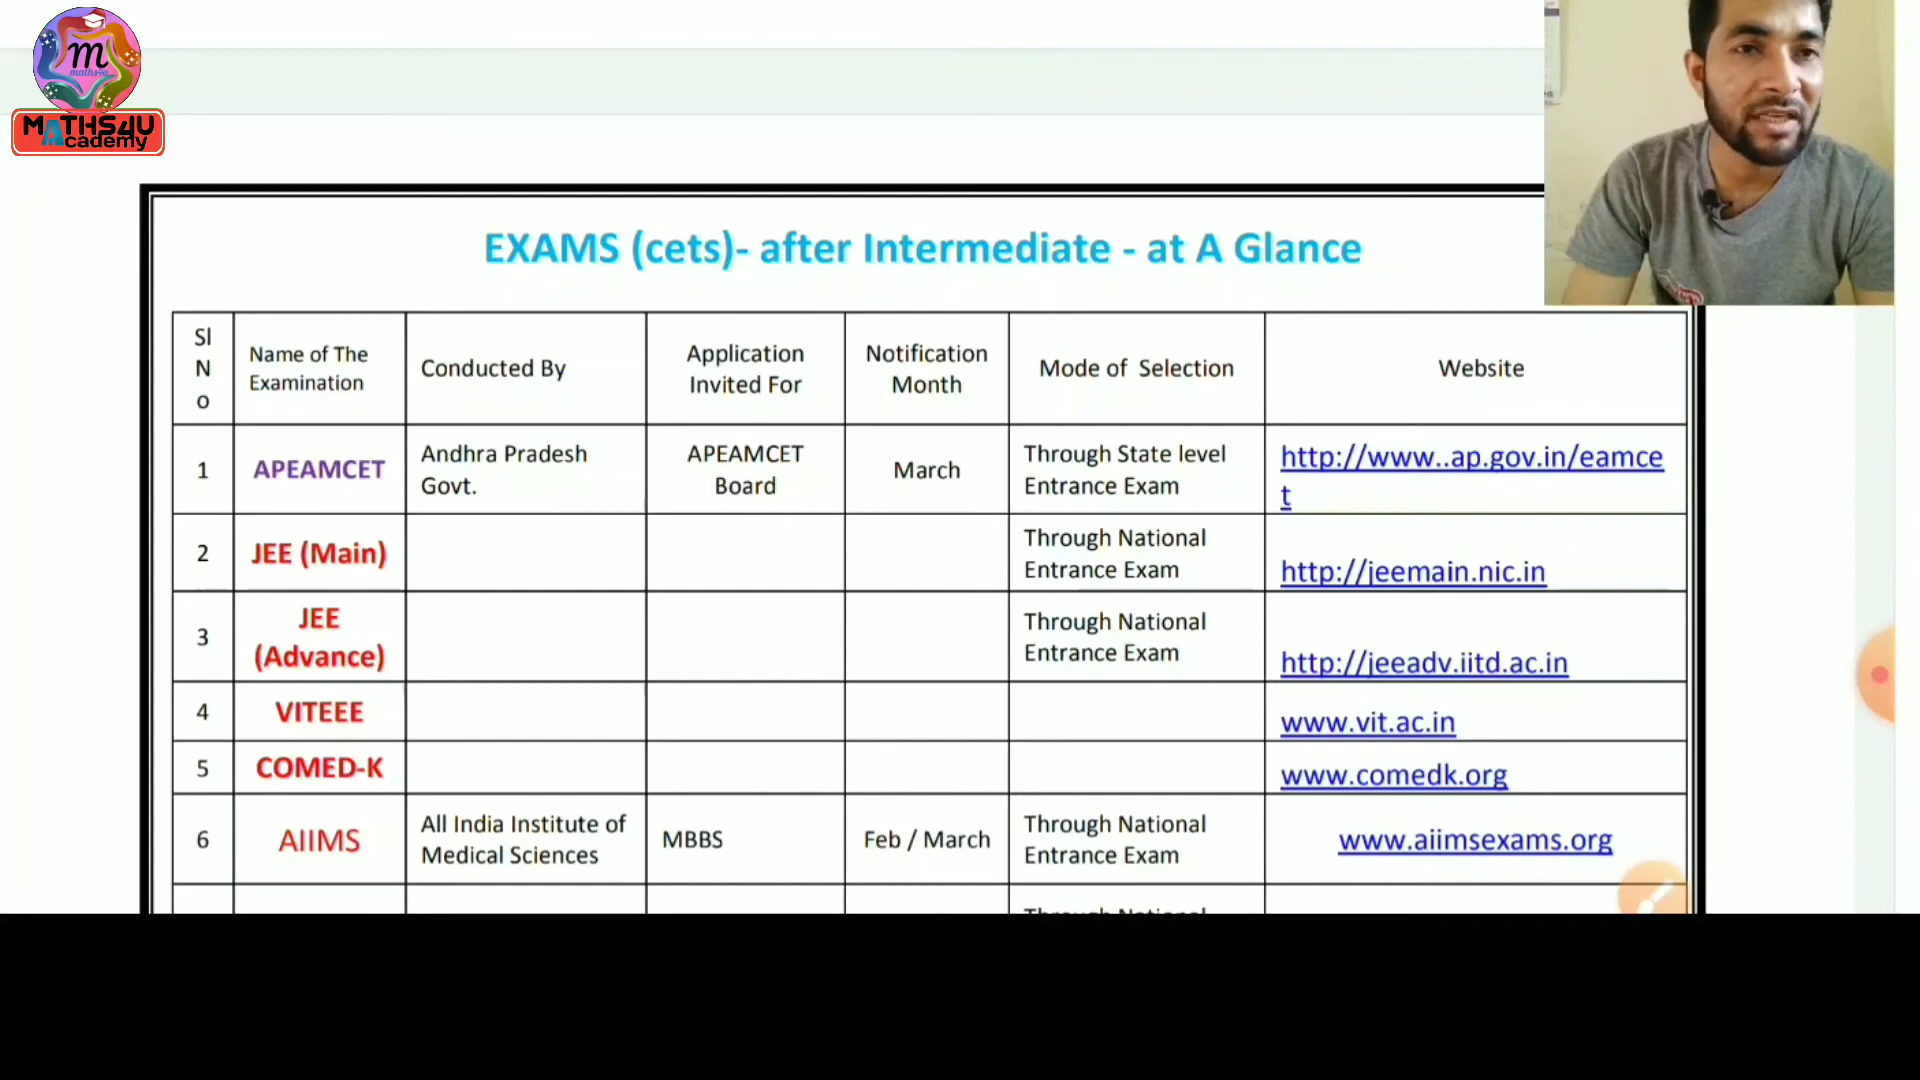 m
maths4u
MATHS4U
Academy
EXAMS (cets)- after Intermediate - at A Glance
Sl
N
o
Name of The
Examination
Conducted By
Application
Invited For
Notification
Month
Mode of Selection
Website
1
APEAMCET
Andhra Pradesh
Govt.
APEAMCET
Board
March
Through State level
Entrance Exam
http://www..ap.gov.in/eamce
t
2
JEE (Main)
Through National
Entrance Exam
http://jeemain.nic.in
3
JEE
(Advance)
Through National
Entrance Exam
http://jeeadv.iitd.ac.in
4
VITEEE
www.vit.ac.in
5
COMED-K
www.comedk.org
6
AIIMS
All India Institute of
Medical Sciences
MBBS
Feb / March
Through National
Entrance Exam
www.aiimsexams.org
Through National